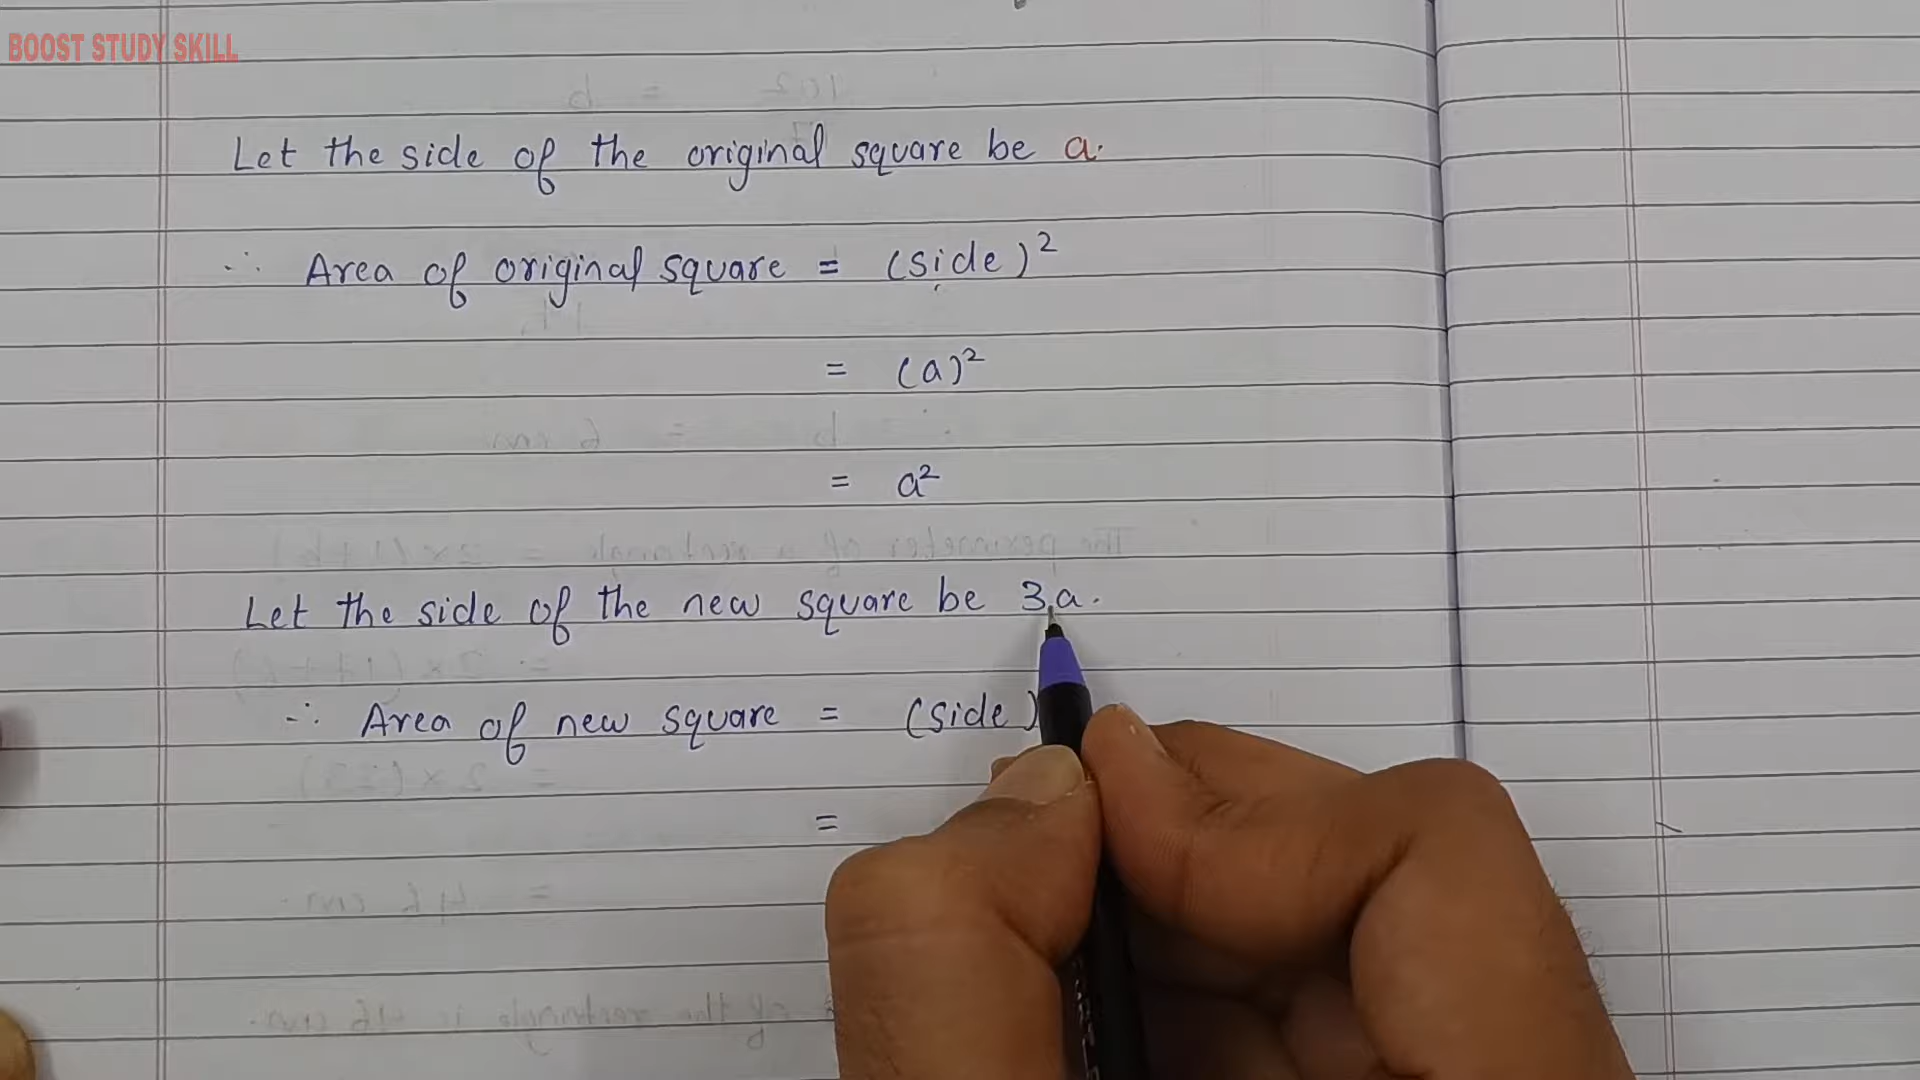 BOOST STUDY SKILL
Let the side of the original square be a.
∴ Area of original square = (side)²
= (a)²
= a²
Let the side of the new square be 3a.
∴ Area of new square = (side)
=